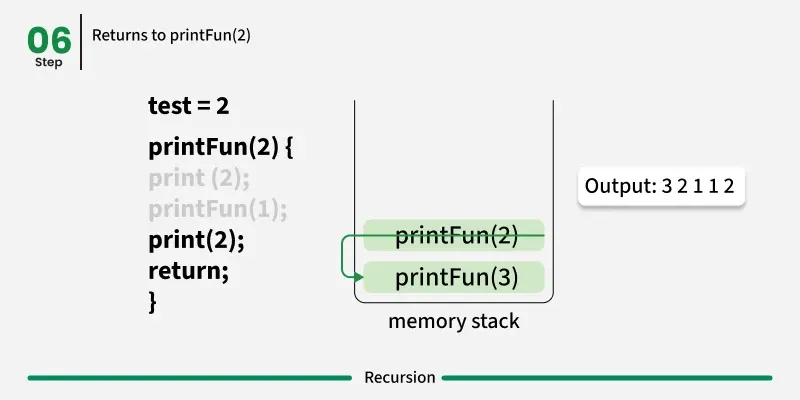 06
Step
Returns to printFun(2)
test = 2
printFun(2) {
print (2);
printFun(1);
print(2);
return;
}
printFun(2)
printFun(3)
memory stack
Output: 3 2 1 1 2
Recursion